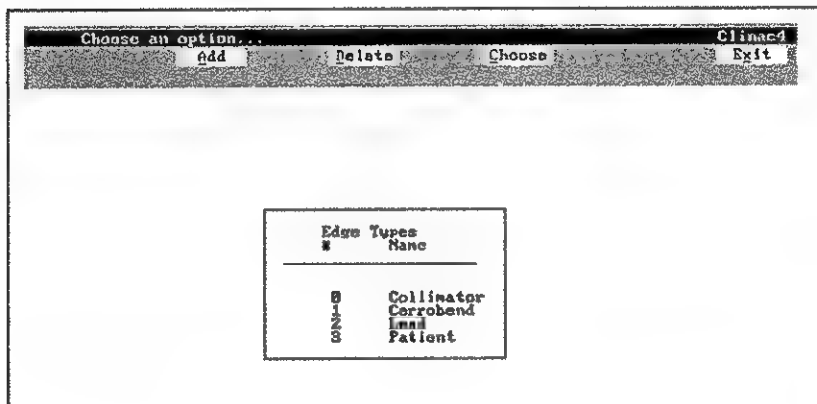 Choose an option... Clinac4
Add Delete Choose Exit
Edge Types
# Name
0 Collimator
1 Cerrobend
2 Lead
3 Patient